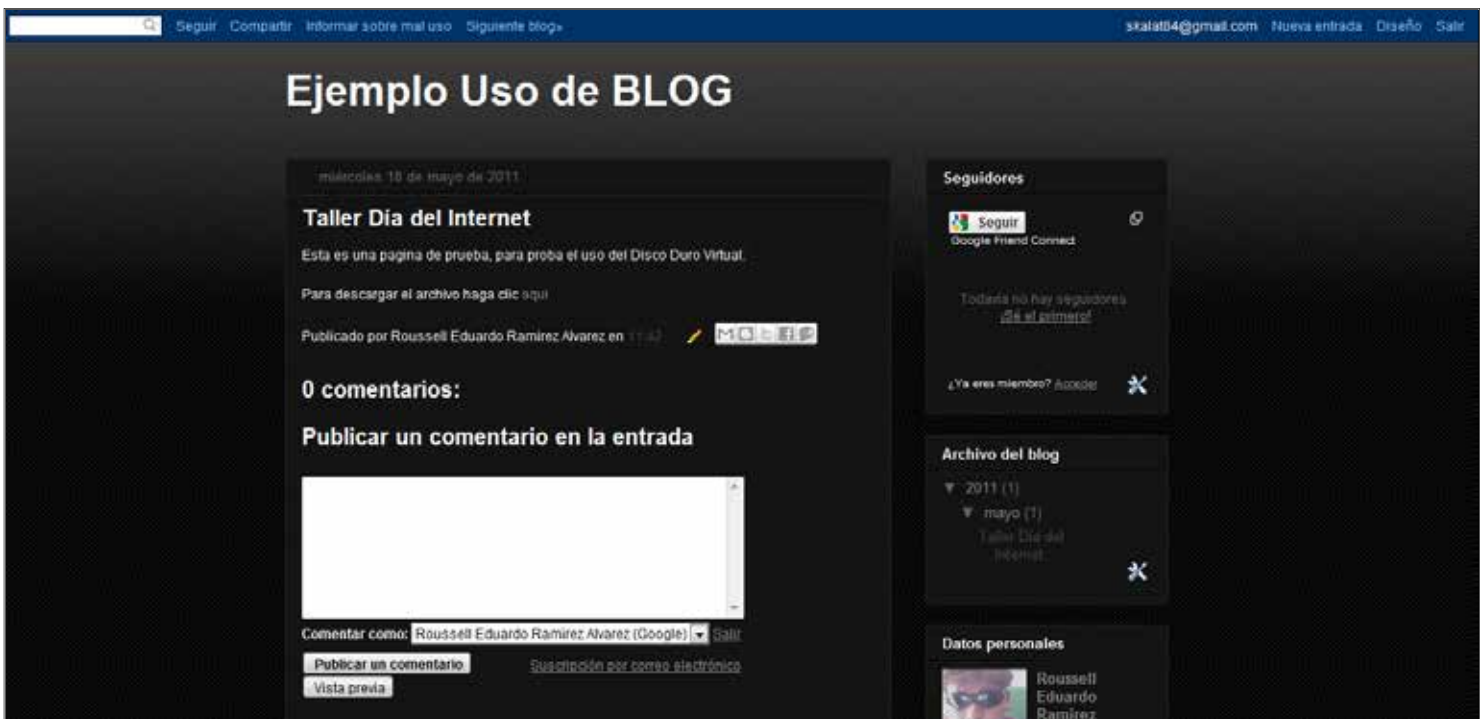 Seguir Compartir Informar sobre mal uso Siguiente blog»
skalat84@gmail.com Nueva entrada Diseño Salir
Ejemplo Uso de BLOG
miércoles 18 de mayo de 2011
Taller Día del Internet
Esta es una pagina de prueba, para proba el uso del Disco Duro Virtual.
Para descargar el archivo haga clic aquí
Publicado por Roussell Eduardo Ramirez Alvarez en 11:42
0 comentarios:
Publicar un comentario en la entrada
Comentar como: Roussell Eduardo Ramirez Alvarez (Google) Salir
Publicar un comentario
Suscripción por correo electrónico
Vista previa
Seguidores
Seguir
Google Friend Connect
Todavía no hay seguidores
¡Sé el primero!
¿Ya eres miembro? Acceder
Archivo del blog
▼ 2011 (1)
▼ mayo (1)
Taller Día del
Internet
Datos personales
Roussell
Eduardo
Ramirez